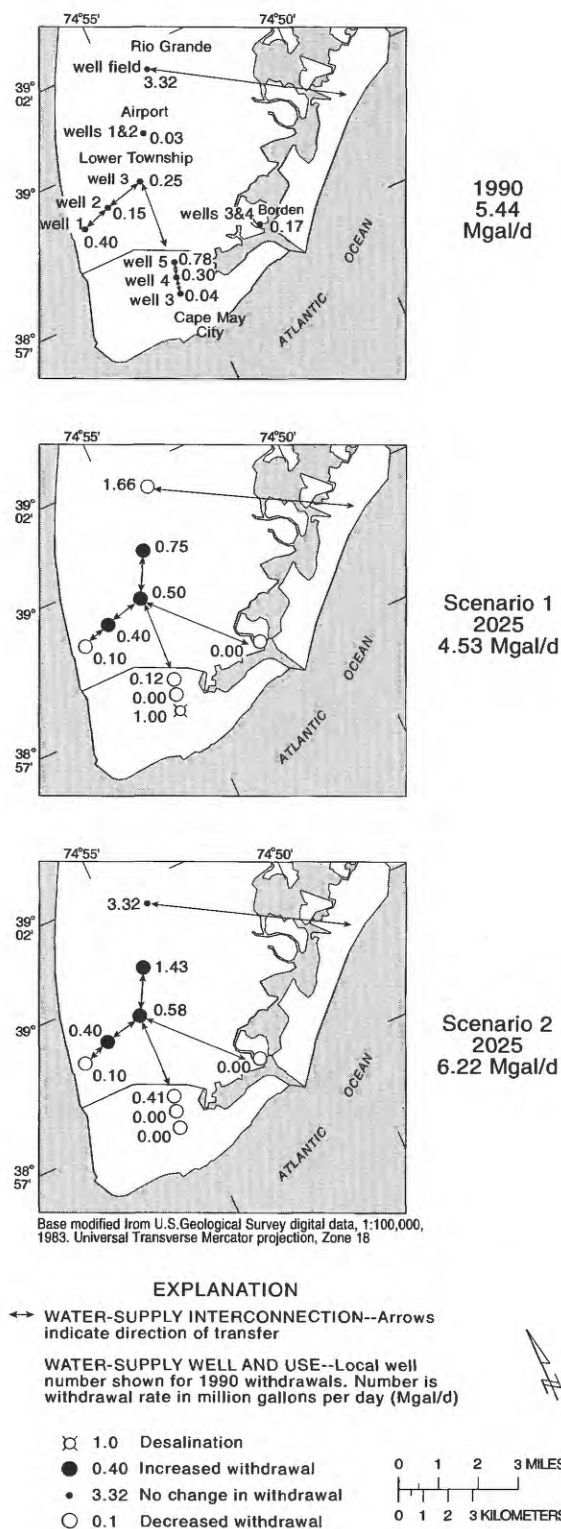 74°55'
74°50'
Rio Grande
well field
3.32
39°
02'
Airport
wells 1&2
0.03
Lower Township
well 3
0.25
39°
well 2
0.15
wells 3&4
Borden
0.17
well 1
0.40
well 5
0.78
well 4
0.30
well 3
0.04
Cape May
City
38°
57'
ATLANTIC OCEAN
1990
5.44
Mgal/d
74°55'
74°50'
39°
02'
1.66
0.75
39°
0.50
0.40
0.10
0.00
0.12
0.00
1.00
38°
57'
ATLANTIC OCEAN
Scenario 1
2025
4.53 Mgal/d
74°55'
74°50'
39°
02'
3.32
1.43
39°
0.58
0.40
0.10
0.00
0.41
0.00
0.00
38°
57'
ATLANTIC OCEAN
Scenario 2
2025
6.22 Mgal/d
Base modified from U.S.Geological Survey digital data, 1:100,000,
1983. Universal Transverse Mercator projection, Zone 18
EXPLANATION
WATER-SUPPLY INTERCONNECTION--Arrows
indicate direction of transfer
WATER-SUPPLY WELL AND USE--Local well
number shown for 1990 withdrawals. Number is
withdrawal rate in million gallons per day (Mgal/d)
1.0 Desalination
0.40 Increased withdrawal
3.32 No change in withdrawal
0.1 Decreased withdrawal
0 1 2 3 MILES
0 1 2 3 KILOMETERS